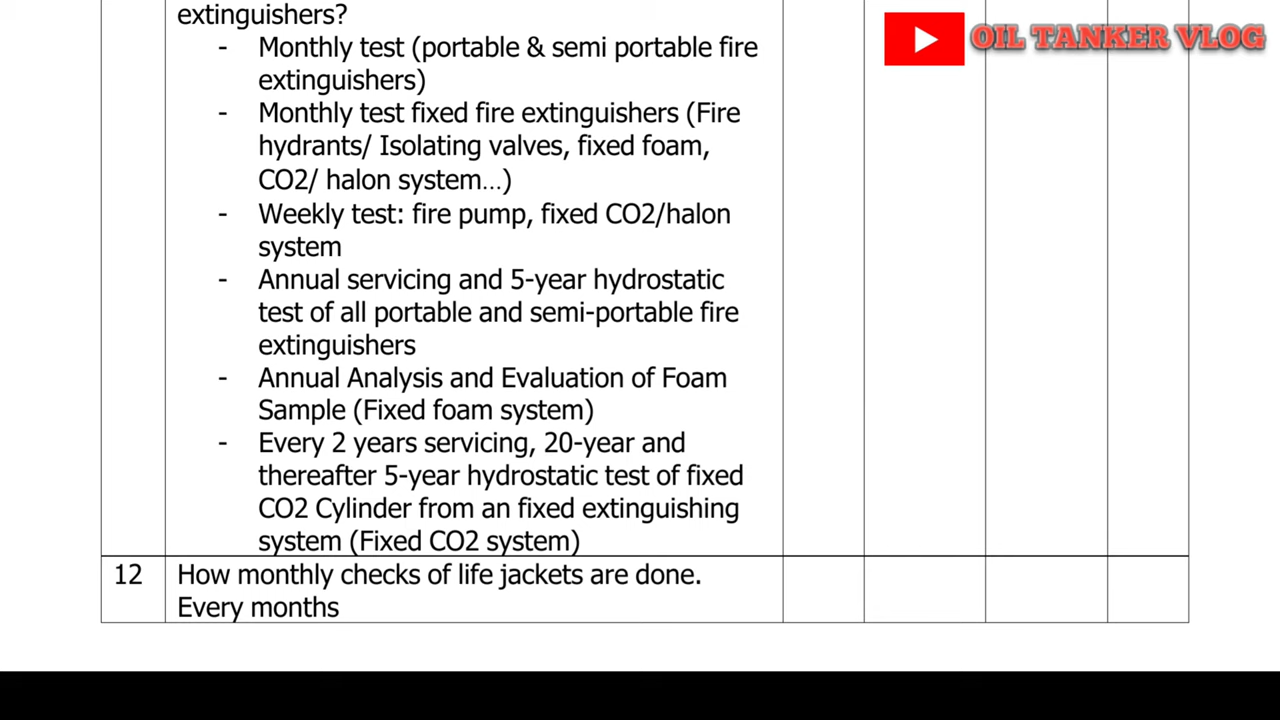 extinguishers?
OIL TANKER VLOG
- Monthly test (portable & semi portable fire
extinguishers)
- Monthly test fixed fire extinguishers (Fire
hydrants/ Isolating valves, fixed foam,
CO2/ halon system...)
- Weekly test: fire pump, fixed CO2/halon
system
- Annual servicing and 5-year hydrostatic
test of all portable and semi-portable fire
extinguishers
- Annual Analysis and Evaluation of Foam
Sample (Fixed foam system)
- Every 2 years servicing, 20-year and
thereafter 5-year hydrostatic test of fixed
CO2 Cylinder from an fixed extinguishing
system (Fixed CO2 system)
12 How monthly checks of life jackets are done.
Every months